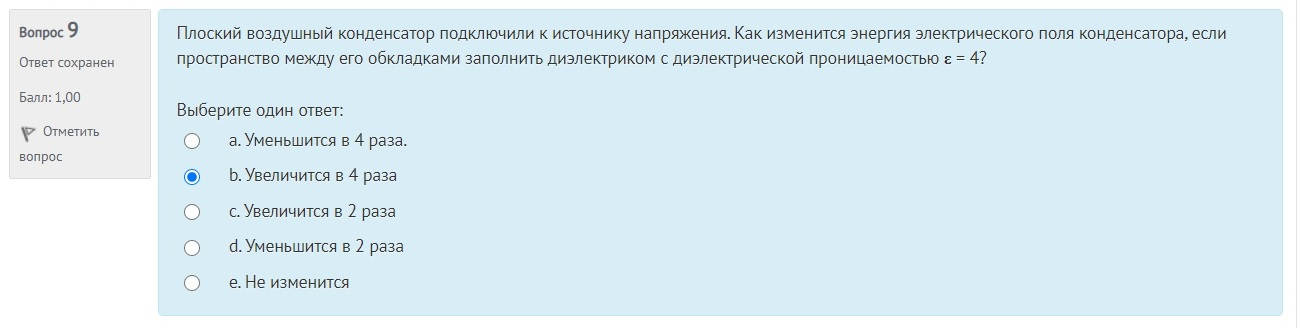 Вопрос 9
Ответ сохранен
Балл: 1,00
Отметить
вопрос
Плоский воздушный конденсатор подключили к источнику напряжения. Как изменится энергия электрического поля конденсатора, если
пространство между его обкладками заполнить диэлектриком с диэлектрической проницаемостью ε = 4?
Выберите один ответ:
a. Уменьшится в 4 раза.
b. Увеличится в 4 раза
c. Увеличится в 2 раза
d. Уменьшится в 2 раза
e. Не изменится